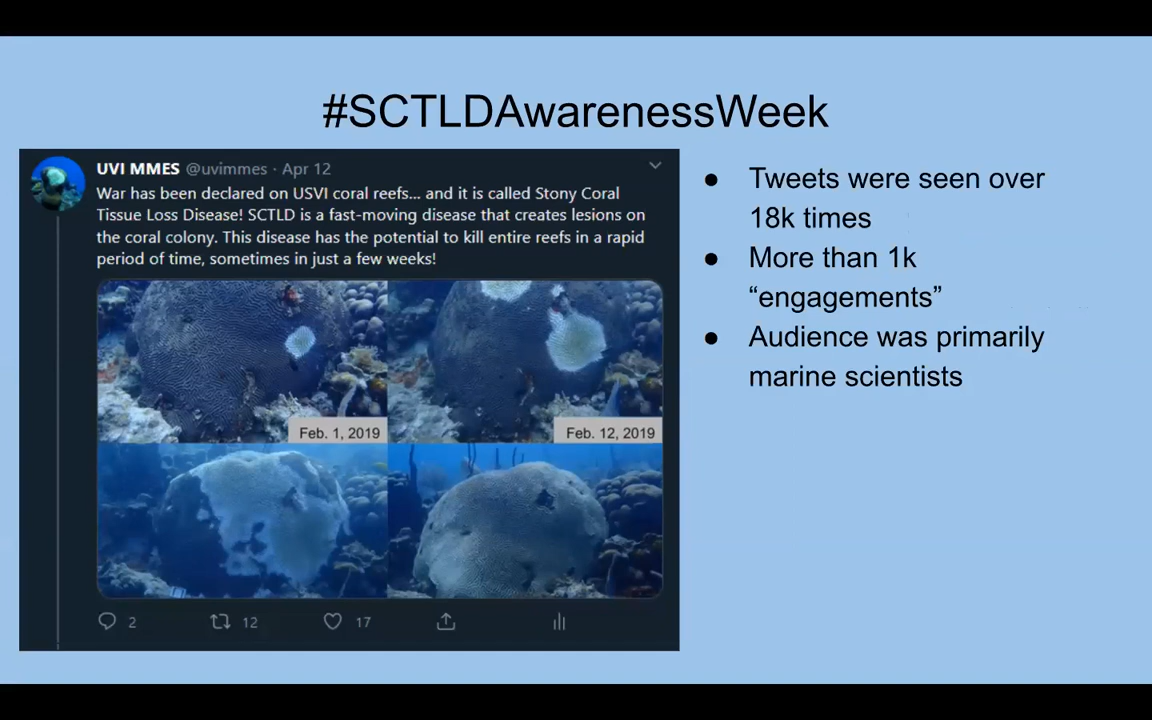 #SCTLDAwarenessWeek
UVI MMES @uvimmes · Apr 12
War has been declared on USVI coral reefs... and it is called Stony Coral
Tissue Loss Disease! SCTLD is a fast-moving disease that creates lesions on
the coral colony. This disease has the potential to kill entire reefs in a rapid
period of time, sometimes in just a few weeks!
Feb. 1, 2019
Feb. 12, 2019
2 12 17
● Tweets were seen over
18k times
● More than 1k
“engagements”
● Audience was primarily
marine scientists